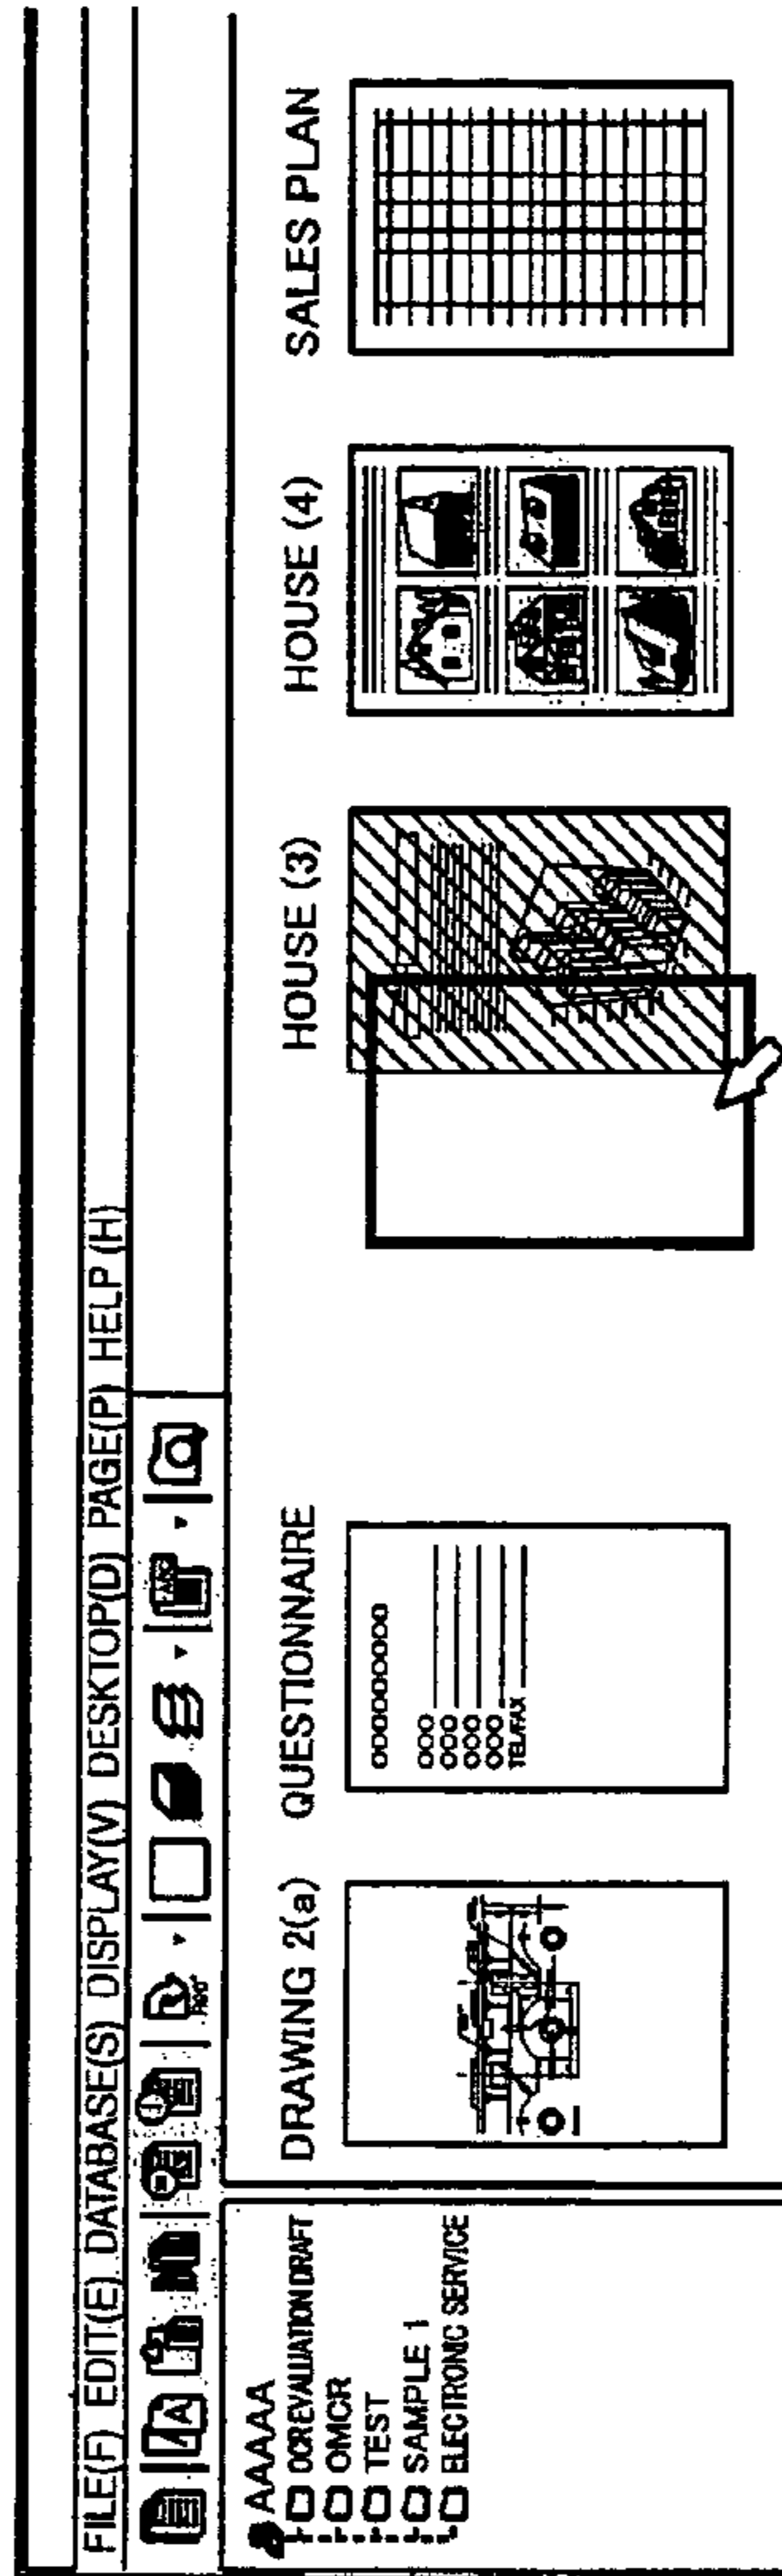 FILE(F) EDIT(E) DATABASE(S) DISPLAY(V) DESKTOP(D) PAGE(P) HELP (H)
A
AAAAA
OCR EVALUATION DRAFT
OMCR
TEST
SAMPLE 1
ELECTRONIC SERVICE
DRAWING 2(a)
QUESTIONNAIRE
HOUSE (3)
HOUSE (4)
SALES PLAN
OOOOOOOOOO
OOO
OOO
OOO
OOO
TEL/FAX